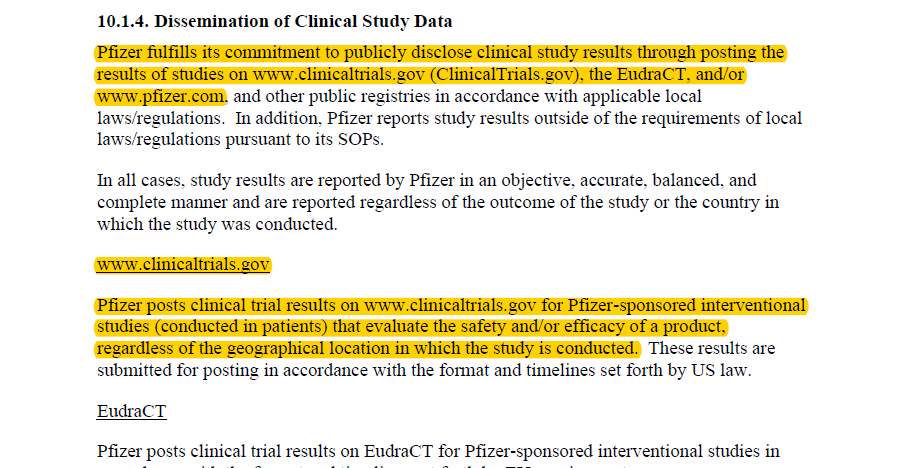 10.1.4. Dissemination of Clinical Study Data
Pfizer fulfills its commitment to publicly disclose clinical study results through posting the
results of studies on www.clinicaltrials.gov (ClinicalTrials.gov), the EudraCT, and/or
www.pfizer.com, and other public registries in accordance with applicable local
laws/regulations. In addition, Pfizer reports study results outside of the requirements of local
laws/regulations pursuant to its SOPs.
In all cases, study results are reported by Pfizer in an objective, accurate, balanced, and
complete manner and are reported regardless of the outcome of the study or the country in
which the study was conducted.
www.clinicaltrials.gov
Pfizer posts clinical trial results on www.clinicaltrials.gov for Pfizer-sponsored interventional
studies (conducted in patients) that evaluate the safety and/or efficacy of a product,
regardless of the geographical location in which the study is conducted. These results are
submitted for posting in accordance with the format and timelines set forth by US law.
EudraCT
Pfizer posts clinical trial results on EudraCT for Pfizer-sponsored interventional studies in